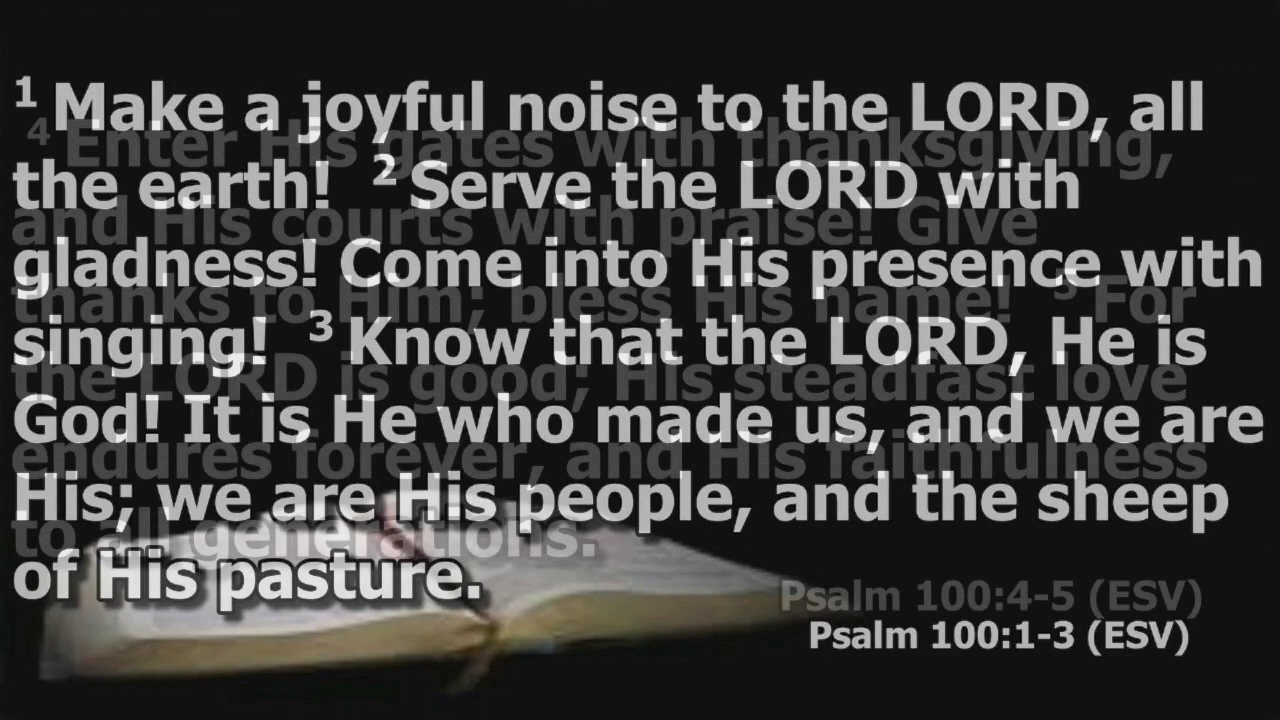 1 Make a joyful noise to the LORD, all
the earth! 2 Serve the LORD with
gladness! Come into His presence with
singing! 3 Know that the LORD, He is
God! It is He who made us, and we are
His; we are His people, and the sheep
of His pasture.
Psalm 100:1-3 (ESV)
4 Enter His gates with thanksgiving,
and His courts with praise! Give
thanks to Him; bless His name! 5 For
the LORD is good; His steadfast love
endures forever, and His faithfulness
to all generations.
Psalm 100:4-5 (ESV)